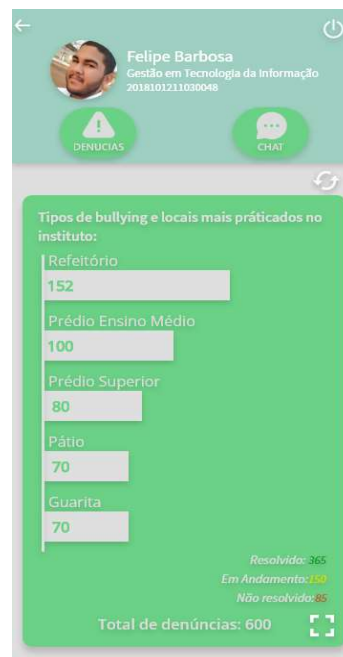 Felipe Barbosa
Gestão em Tecnologia da Informação
2018101211030048
DENUCIAS
CHAT
Tipos de bullying e locais mais práticados no
instituto:
Refeitório
152
Prédio Ensino Médio
100
Prédio Superior
80
Pátio
70
Guarita
70
Resolvido: 365
Em Andamento:150
Não resolvido:85
Total de denúncias: 600